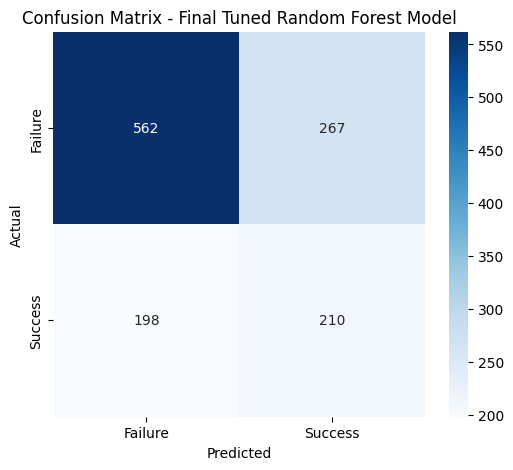 Confusion Matrix - Final Tuned Random Forest Model
Failure
562
267
Success
198
210
Actual
Failure
Success
Predicted
550
500
450
400
350
300
250
200